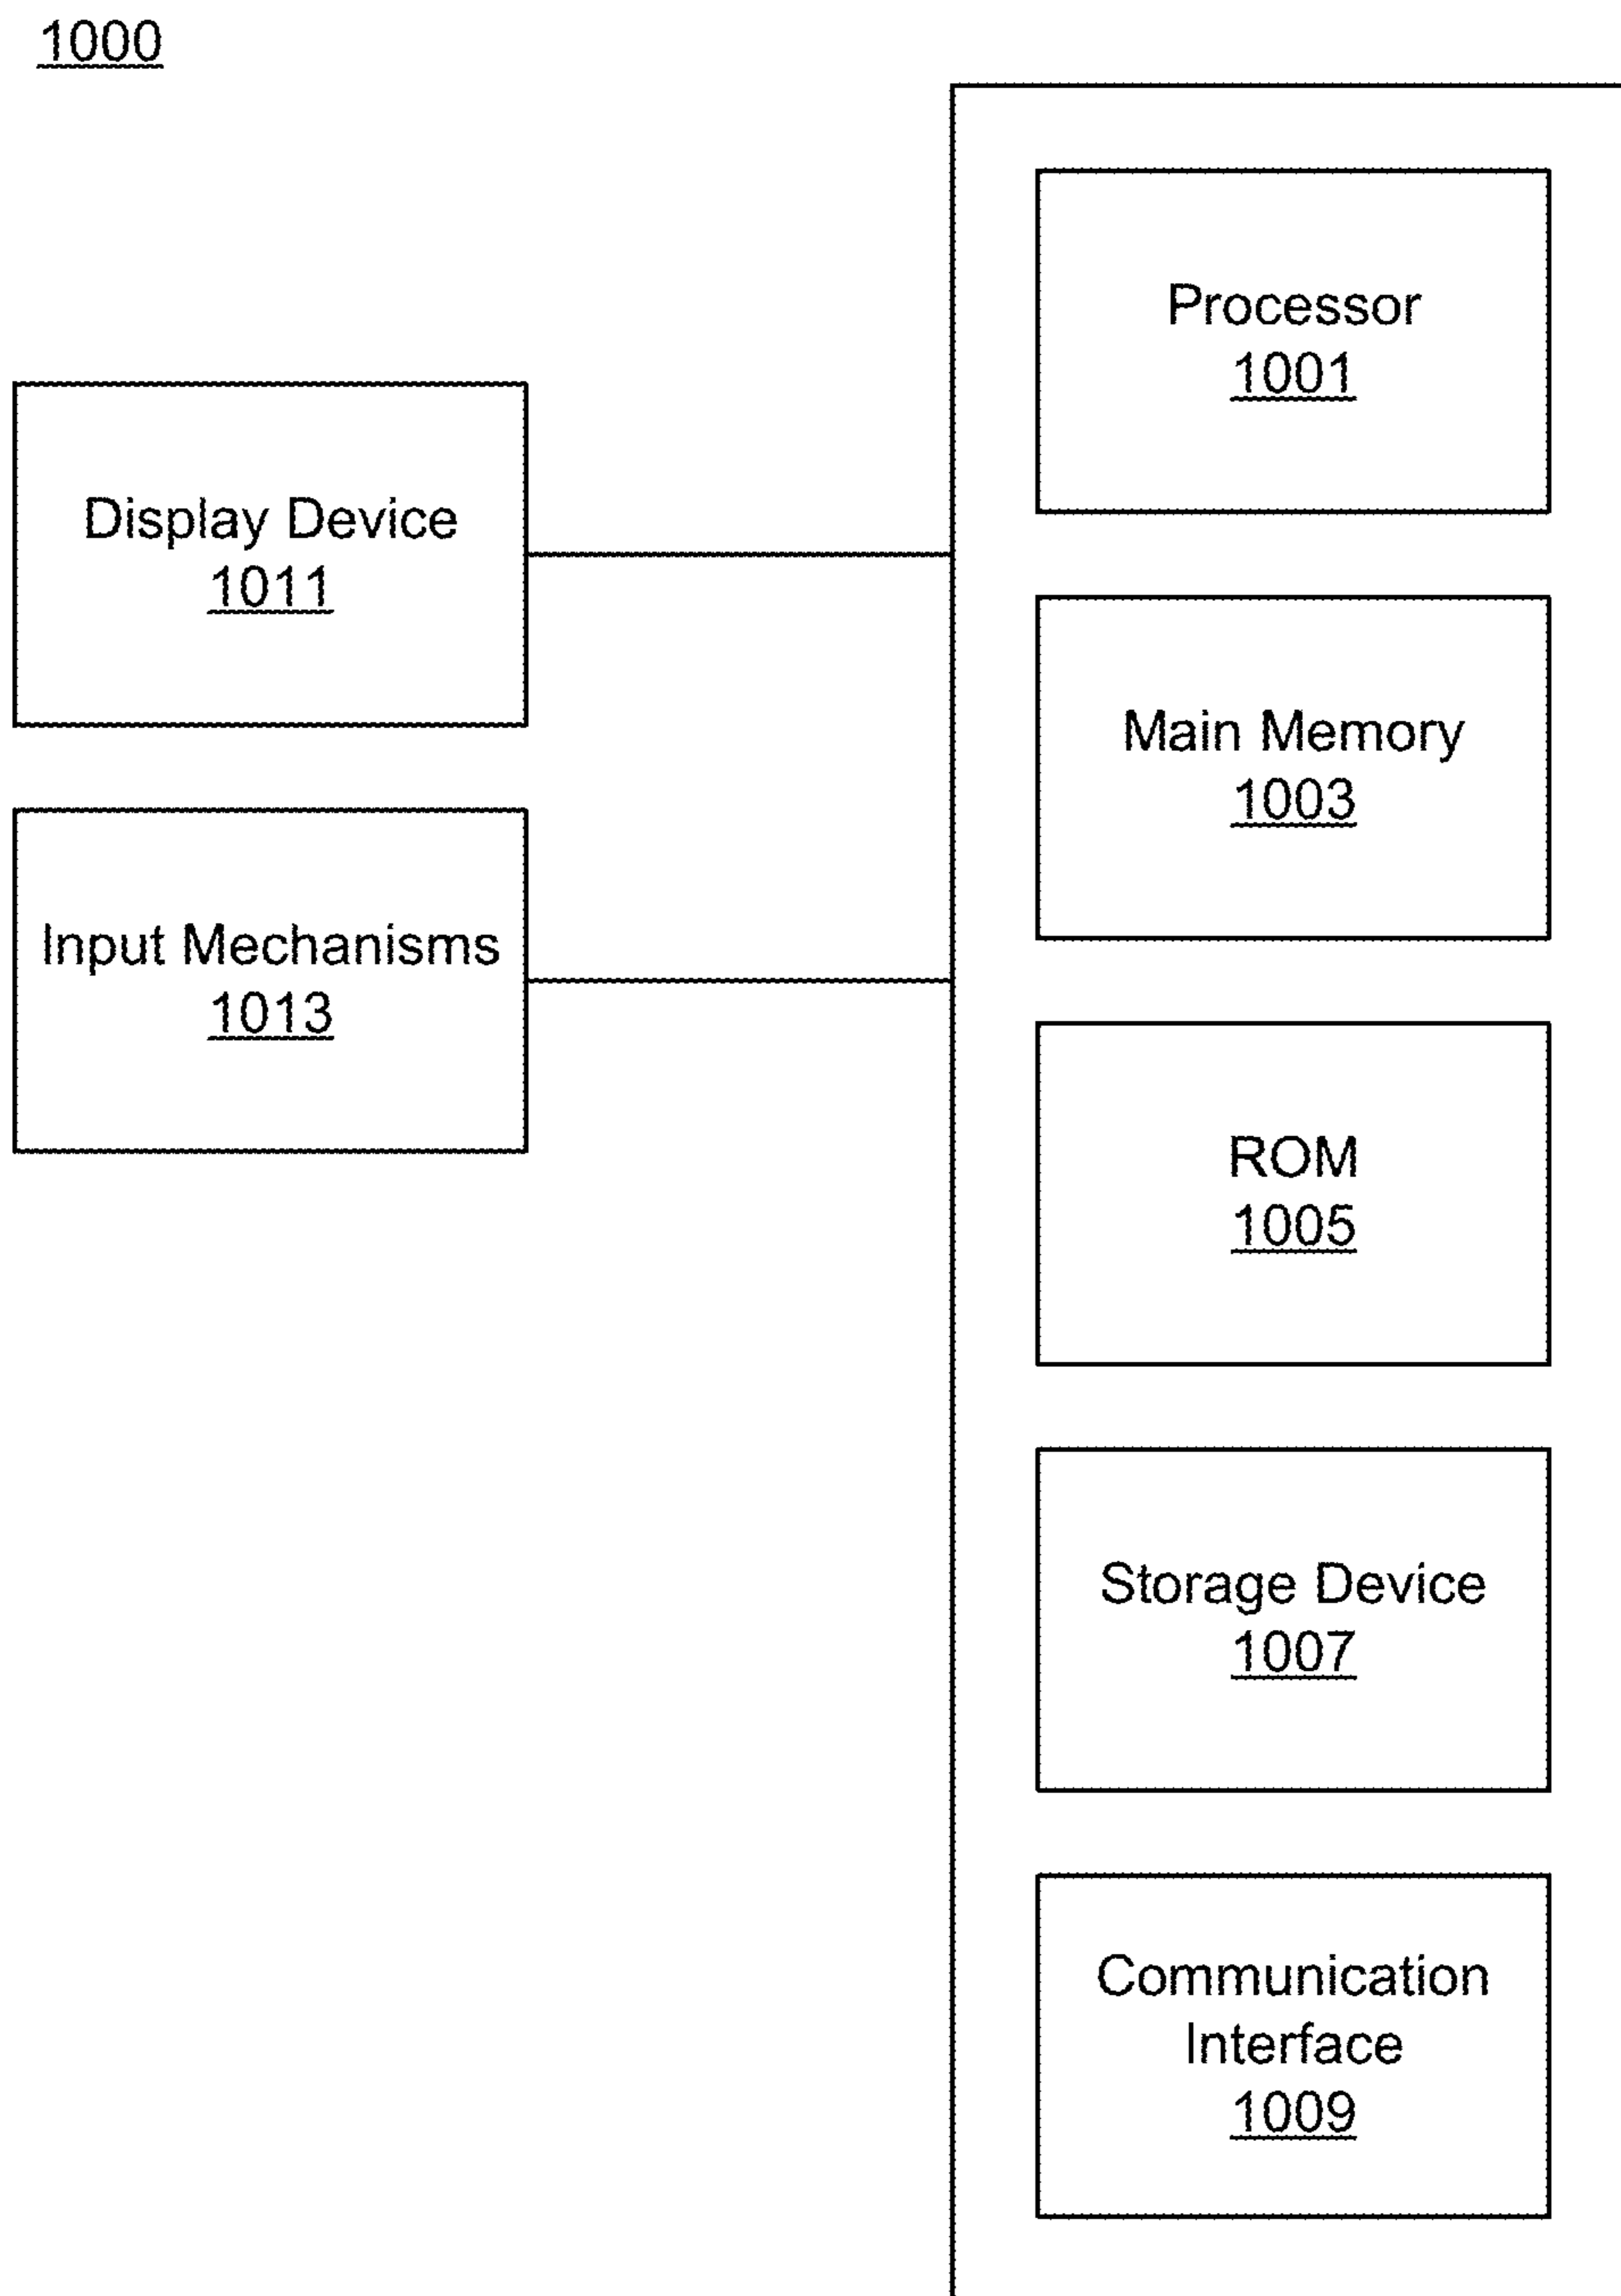 1000
Processor
1001
Display Device
1011
Main Memory
1003
Input Mechanisms
1013
ROM
1005
Storage Device
1007
Communication
Interface
1009